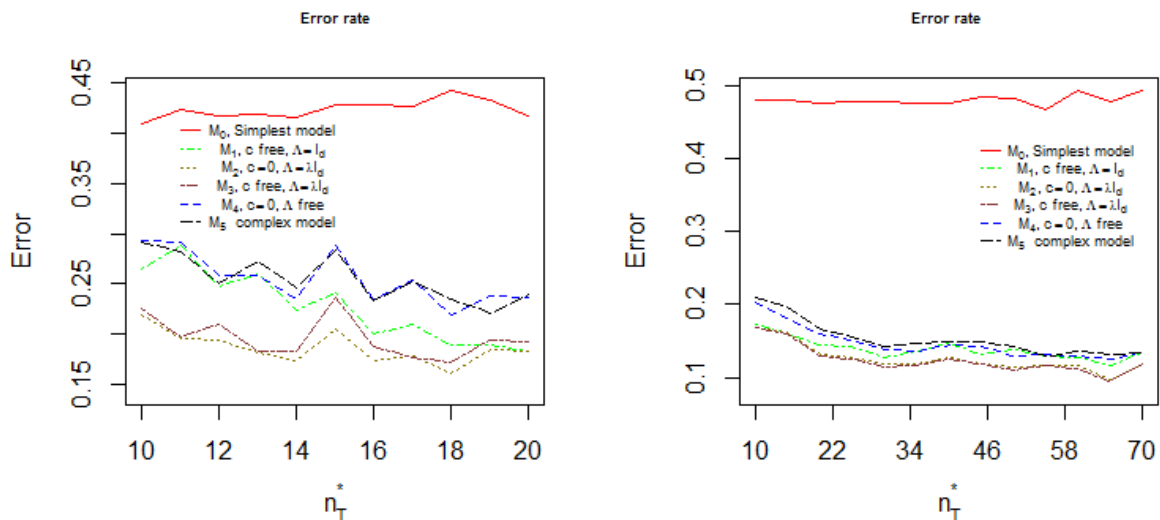 Error rate
0.45
0.35
0.25
0.15
Error
M0, Simplest model
M1, c free, Λ=Id
M2, c=0, Λ=λId
M3, c free, Λ=λId
M4, c=0, Λ free
M5 complex model
10 12 14 16 18 20
n*T
Error rate
0.5
0.4
0.3
0.2
0.1
Error
M0, Simplest model
M1, c free, Λ=Id
M2, c=0, Λ=λId
M3, c free, Λ=λId
M4, c=0, Λ free
M5 complex model
10 22 34 46 58 70
n*T